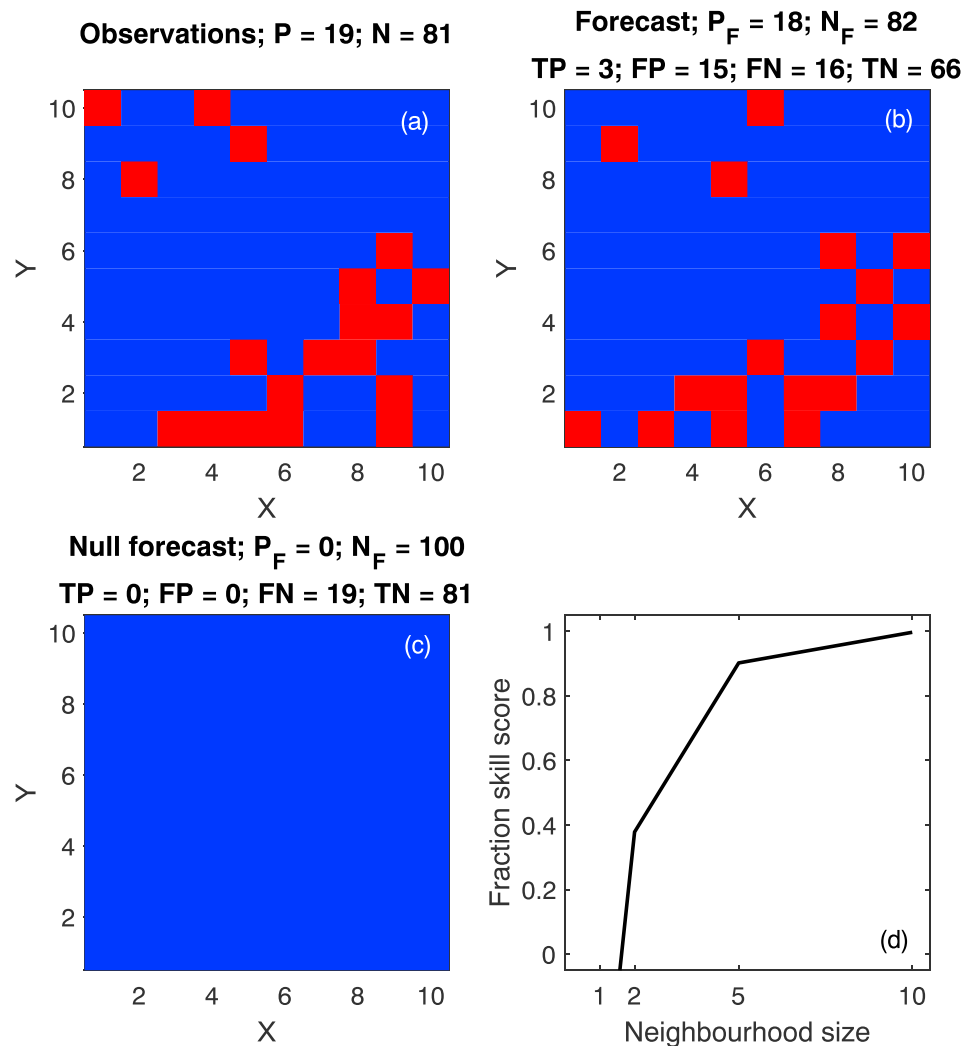 Observations; P = 19; N = 81
(a)
Y
10
8
6
4
2
2 4 6 8 10
X
Forecast; P_F = 18; N_F = 82
TP = 3; FP = 15; FN = 16; TN = 66
(b)
Y
10
8
6
4
2
2 4 6 8 10
X
Null forecast; P_F = 0; N_F = 100
TP = 0; FP = 0; FN = 19; TN = 81
(c)
Y
10
8
6
4
2
2 4 6 8 10
X
(d)
Fraction skill score
1
0.8
0.6
0.4
0.2
0
1 2 5 10
Neighbourhood size